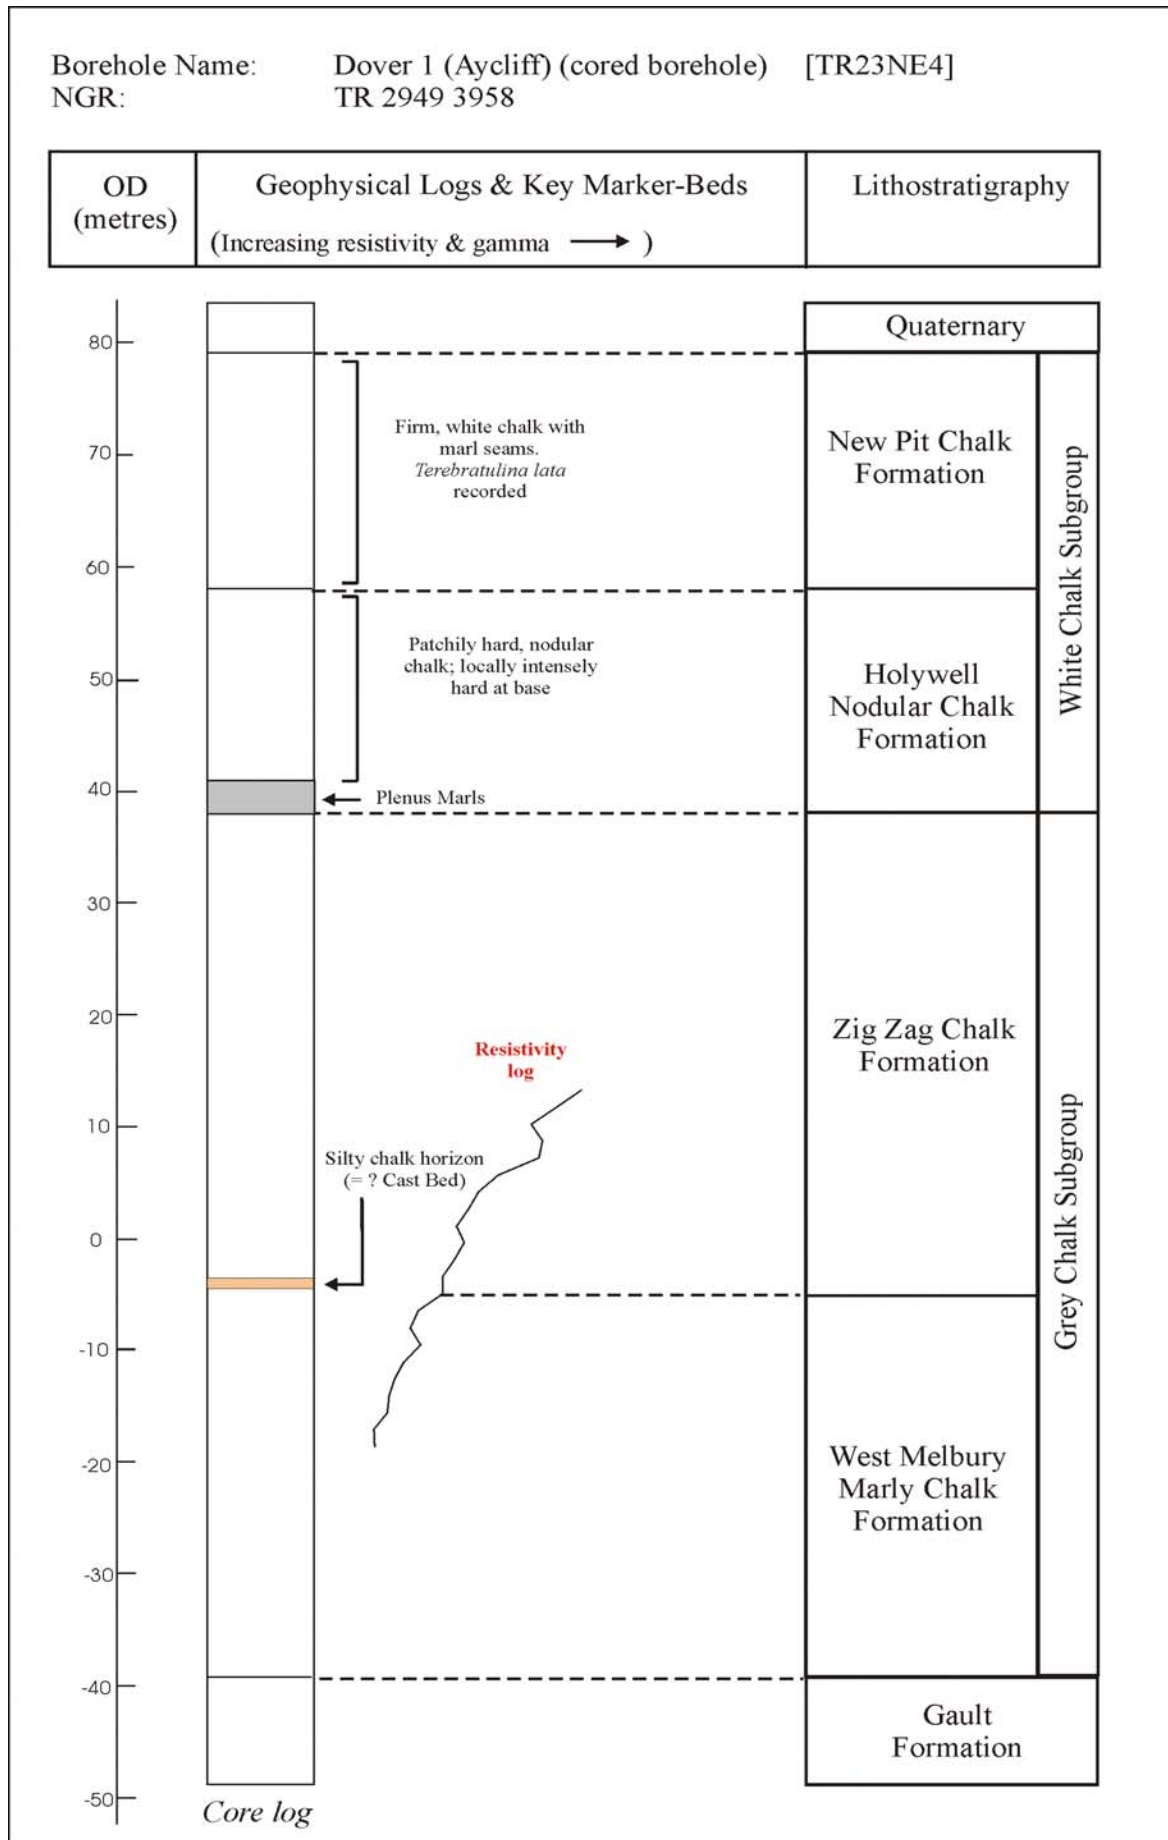 Borehole Name: Dover 1 (Aycliff) (cored borehole) [TR23NE4]
NGR: TR 2949 3958
OD
(metres)
Geophysical Logs & Key Marker-Beds
(Increasing resistivity & gamma → )
Lithostratigraphy
80
70
60
50
40
30
20
10
0
-10
-20
-30
-40
-50
Firm, white chalk with
marl seams.
Terebratulina lata
recorded
Patchily hard, nodular
chalk; locally intensely
hard at base
Plenus Marls
Resistivity
log
Silty chalk horizon
(= ? Cast Bed)
Core log
Quaternary
New Pit Chalk
Formation
Holywell
Nodular Chalk
Formation
Zig Zag Chalk
Formation
West Melbury
Marly Chalk
Formation
Gault
Formation
White Chalk Subgroup
Grey Chalk Subgroup